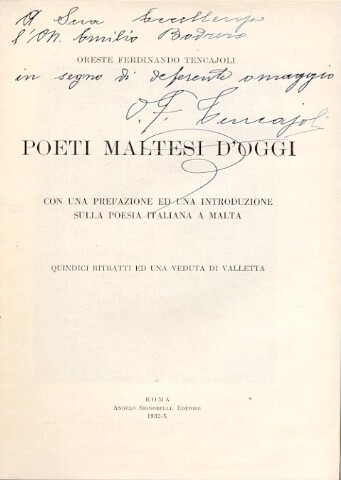 A Sua Eccellenza
l'On. Emilio Bodrero
ORESTE FERDINANDO TENCAJOLI
in segno di deferente omaggio
O. F. Tencajoli
POETI MALTESI D'OGGI
CON UNA PREFAZIONE ED UNA INTRODUZIONE
SULLA POESIA ITALIANA A MALTA
QUINDICI RITRATTI ED UNA VEDUTA DI VALLETTA
ROMA
ANGELO SIGNORELLI, EDITORE
1932-X